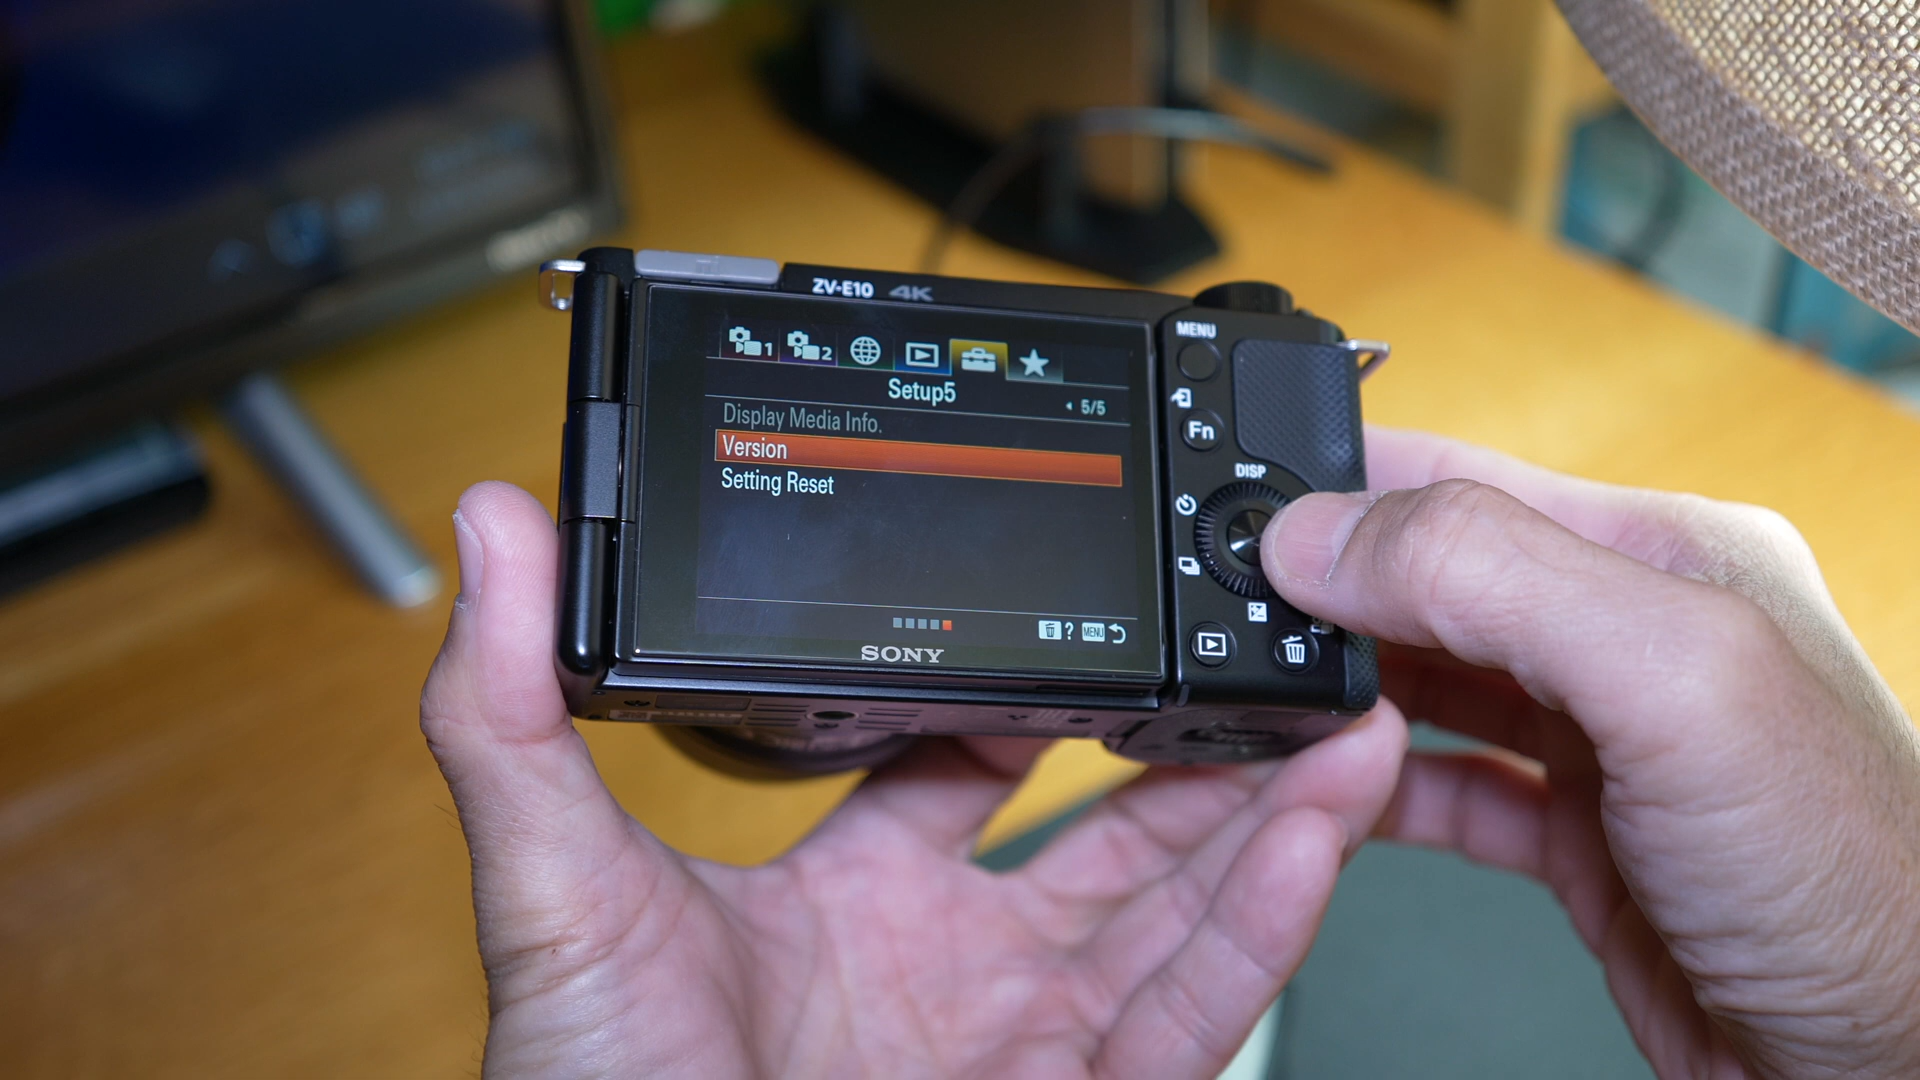 ZV-E10 4K
MENU
1 2
Setup5
5/5
Display Media Info.
Version
Setting Reset
Fn
DISP
? MENU
SONY